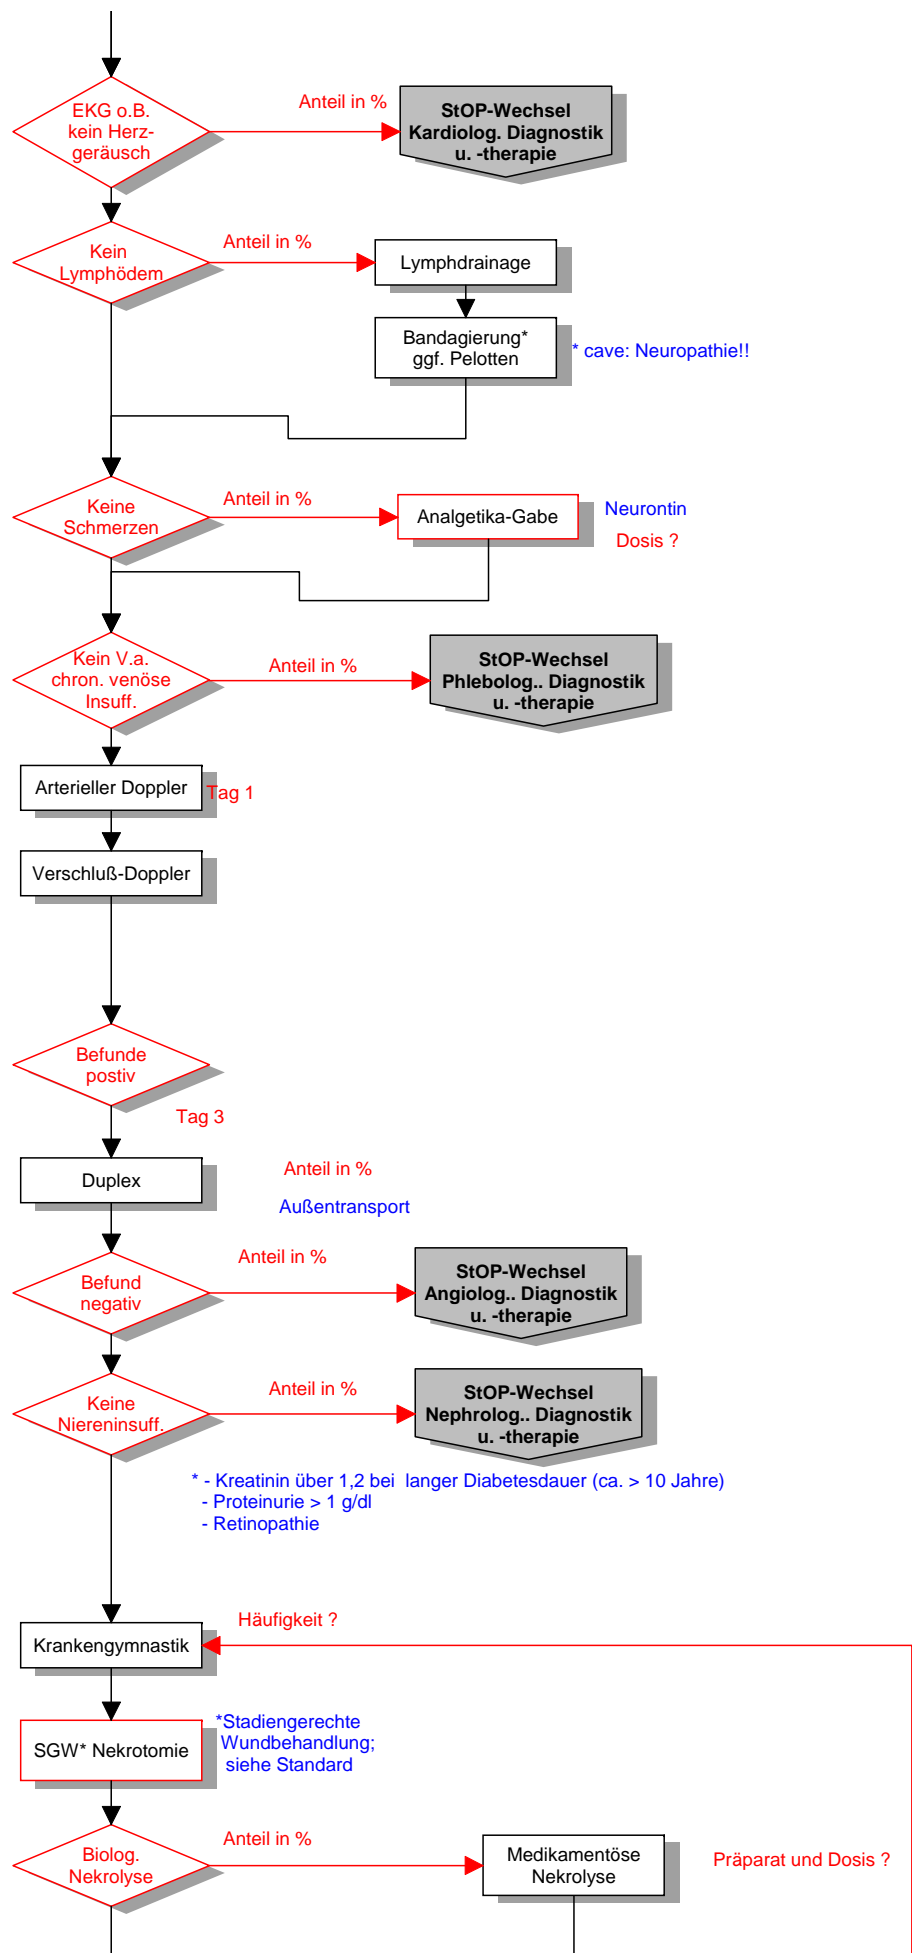 EKG o.B.
kein Herz-
geräusch
Anteil in %
StOP-Wechsel
Kardiolog. Diagnostik
u. -therapie
Kein
Lymphödem
Anteil in %
Lymphdrainage
Bandagierung*
ggf. Pelotten
* cave: Neuropathie!!
Keine
Schmerzen
Anteil in %
Analgetika-Gabe
Neurontin
Dosis ?
Kein V.a.
chron. venöse
Insuff.
Anteil in %
StOP-Wechsel
Phlebolog.. Diagnostik
u. -therapie
Arterieller Doppler
Tag 1
Verschluß-Doppler
Befunde
postiv
Tag 3
Duplex
Anteil in %
Außentransport
Befund
negativ
Anteil in %
StOP-Wechsel
Angiolog.. Diagnostik
u. -therapie
Keine
Niereninsuff.
Anteil in %
StOP-Wechsel
Nephrolog.. Diagnostik
u. -therapie
* - Kreatinin über 1,2 bei langer Diabetesdauer (ca. > 10 Jahre)
- Proteinurie > 1 g/dl
- Retinopathie
Häufigkeit ?
Krankengymnastik
SGW* Nekrotomie
*Stadiengerechte
Wundbehandlung;
siehe Standard
Biolog.
Nekrolyse
Anteil in %
Medikamentöse
Nekrolyse
Präparat und Dosis ?